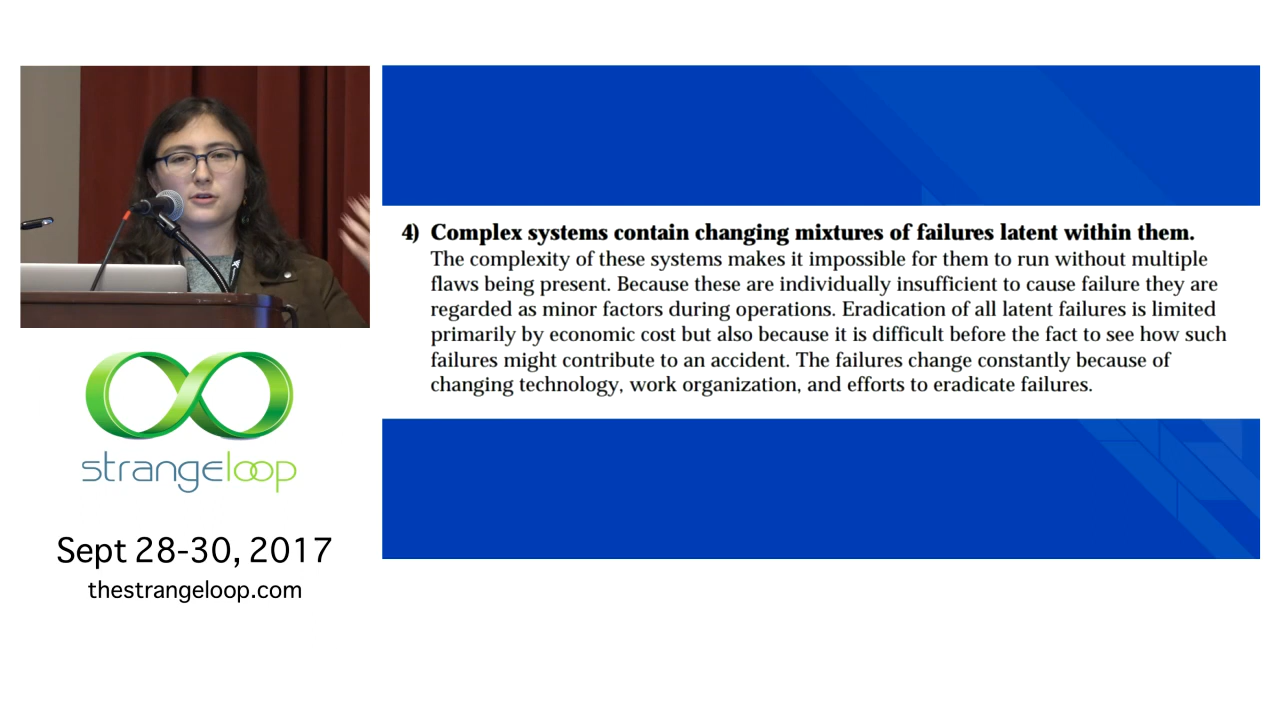 4) Complex systems contain changing mixtures of failures latent within them.
The complexity of these systems makes it impossible for them to run without multiple
flaws being present. Because these are individually insufficient to cause failure they are
regarded as minor factors during operations. Eradication of all latent failures is limited
primarily by economic cost but also because it is difficult before the fact to see how such
failures might contribute to an accident. The failures change constantly because of
changing technology, work organization, and efforts to eradicate failures.
strangeloop
Sept 28-30, 2017
thestrangeloop.com